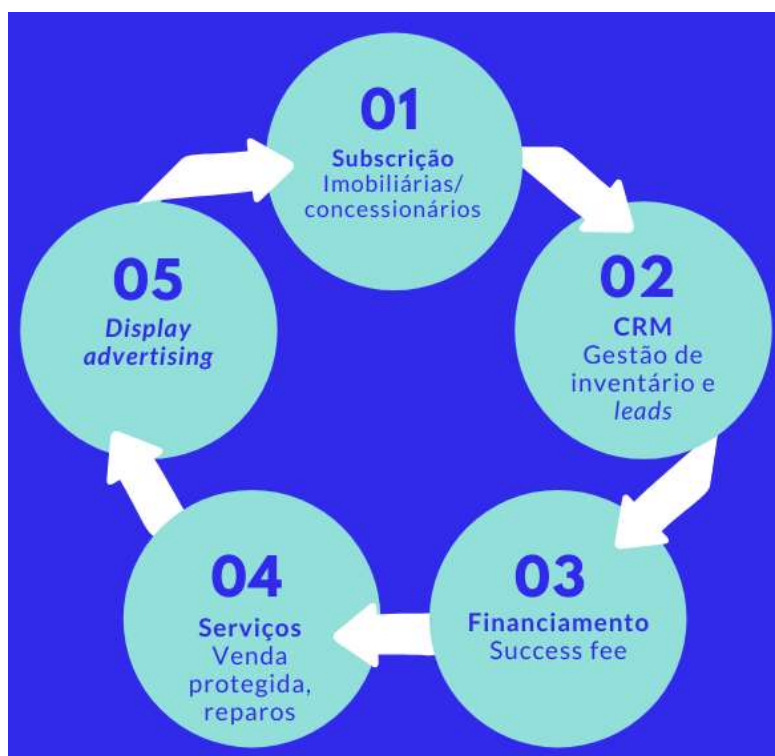 01
Subscrição
Imobiliárias/
concessionários
02
CRM
Gestão de
inventário e
leads
03
Financiamento
Success fee
04
Serviços
Venda
protegida,
reparos
05
Display
advertising